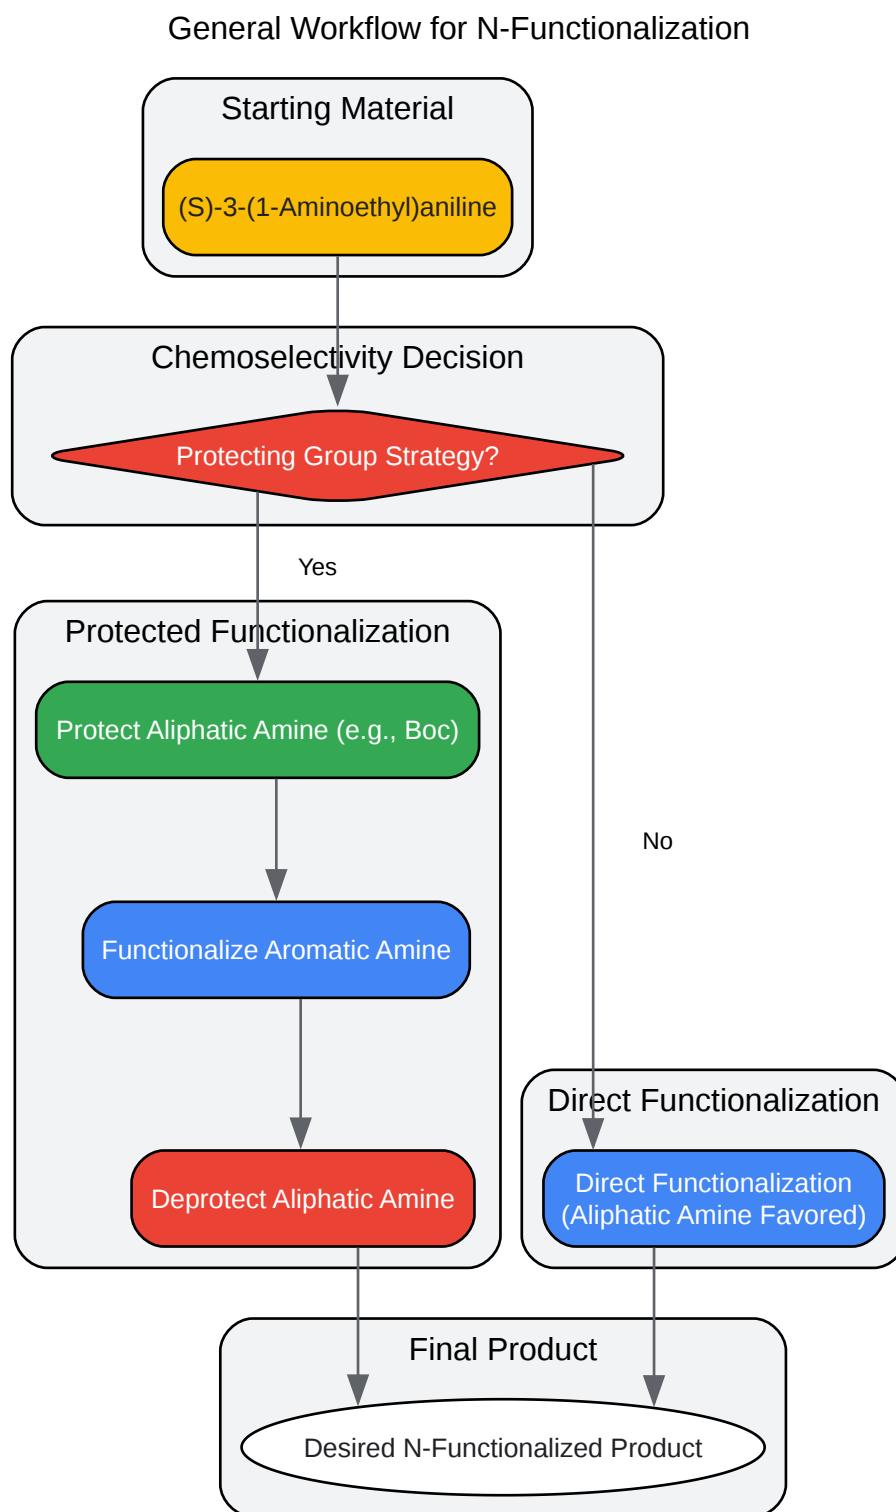 General Workflow for N-Functionalization
Starting Material
(S)-3-(1-Aminoethyl)aniline
Chemoselectivity Decision
Protecting Group Strategy?
Yes
Protected Functionalization
Protect Aliphatic Amine (e.g., Boc)
No
Functionalize Aromatic Amine
Direct Functionalization
Deprotect Aliphatic Amine
Direct Functionalization
(Aliphatic Amine Favored)
Final Product
Desired N-Functionalized Product